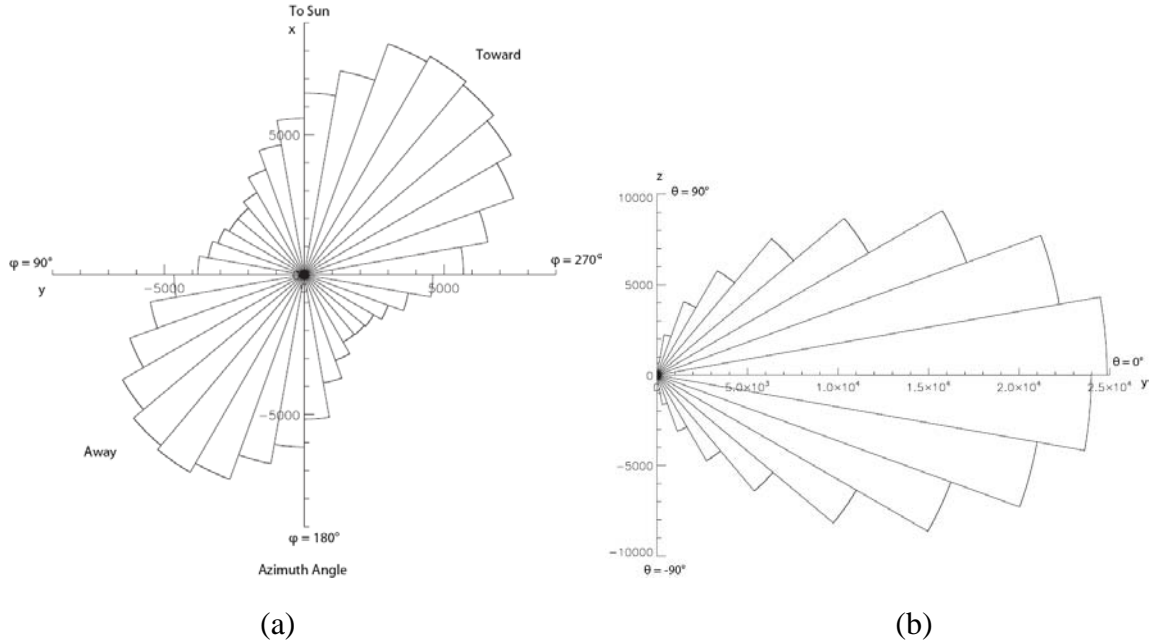 To Sun
x
Toward
5000
φ = 90°
y
−5000
0
5000
φ = 270°
−5000
Away
φ = 180°
Azimuth Angle
(a)
z
10000
θ = 90°
5000
0
5.0×10³
1.0×10⁴
1.5×10⁴
2.0×10⁴
2.5×10⁴
θ = 0°
y
−5000
−10000
θ = -90°
(b)